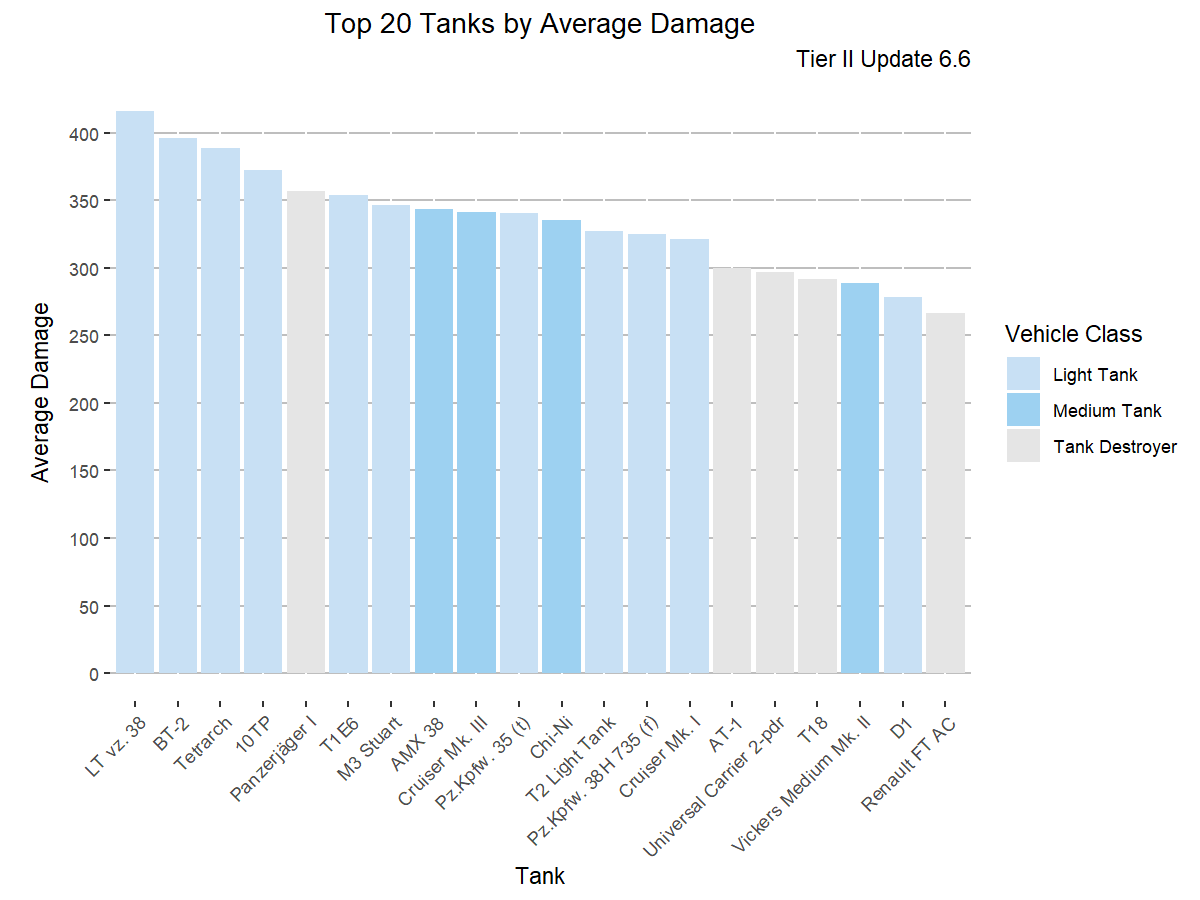 Top 20 Tanks by Average Damage
Tier II Update 6.6
Average Damage
400
350
300
250
200
150
100
50
0
LT vz. 38
BT-2
Tetrarch
10TP
Panzerjäger I
T1E6
M3 Stuart
AMX 38
Cruiser Mk. III
Pz.Kpfw. 35 (t)
Chi-Ni
T2 Light Tank
Pz.Kpfw. 38H 735 (f)
Cruiser Mk. I
AT-1
Universal Carrier 2-pdr
T18
Vickers Medium Mk. II
D1
Renault FT AC
Tank
Vehicle Class
Light Tank
Medium Tank
Tank Destroyer